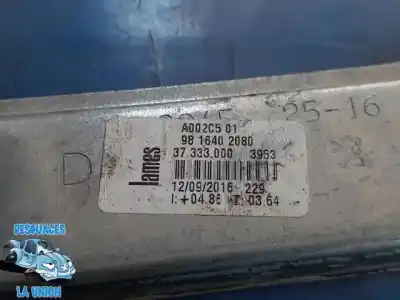 25-16
D
A002C5 01
98 1640 2080
37.333.000 3953
Lames
12/09/2016 229
I:+04.86 T:03.64
DESGUACES
LA UNION